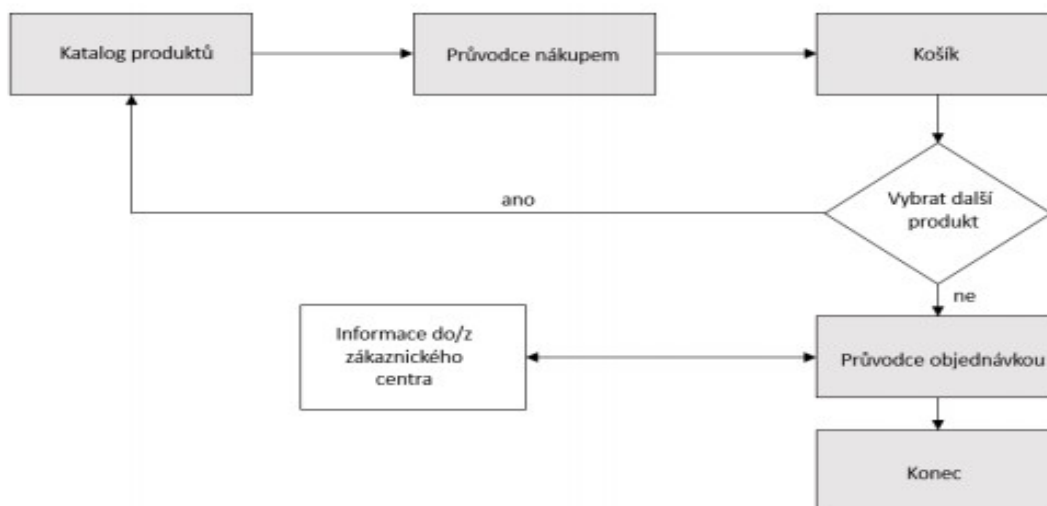 Katalog produktů
Průvodce nákupem
Košík
Vybrat další
produkt
ano
ne
Informace do/z
zákaznického
centra
Průvodce objednávkou
Konec